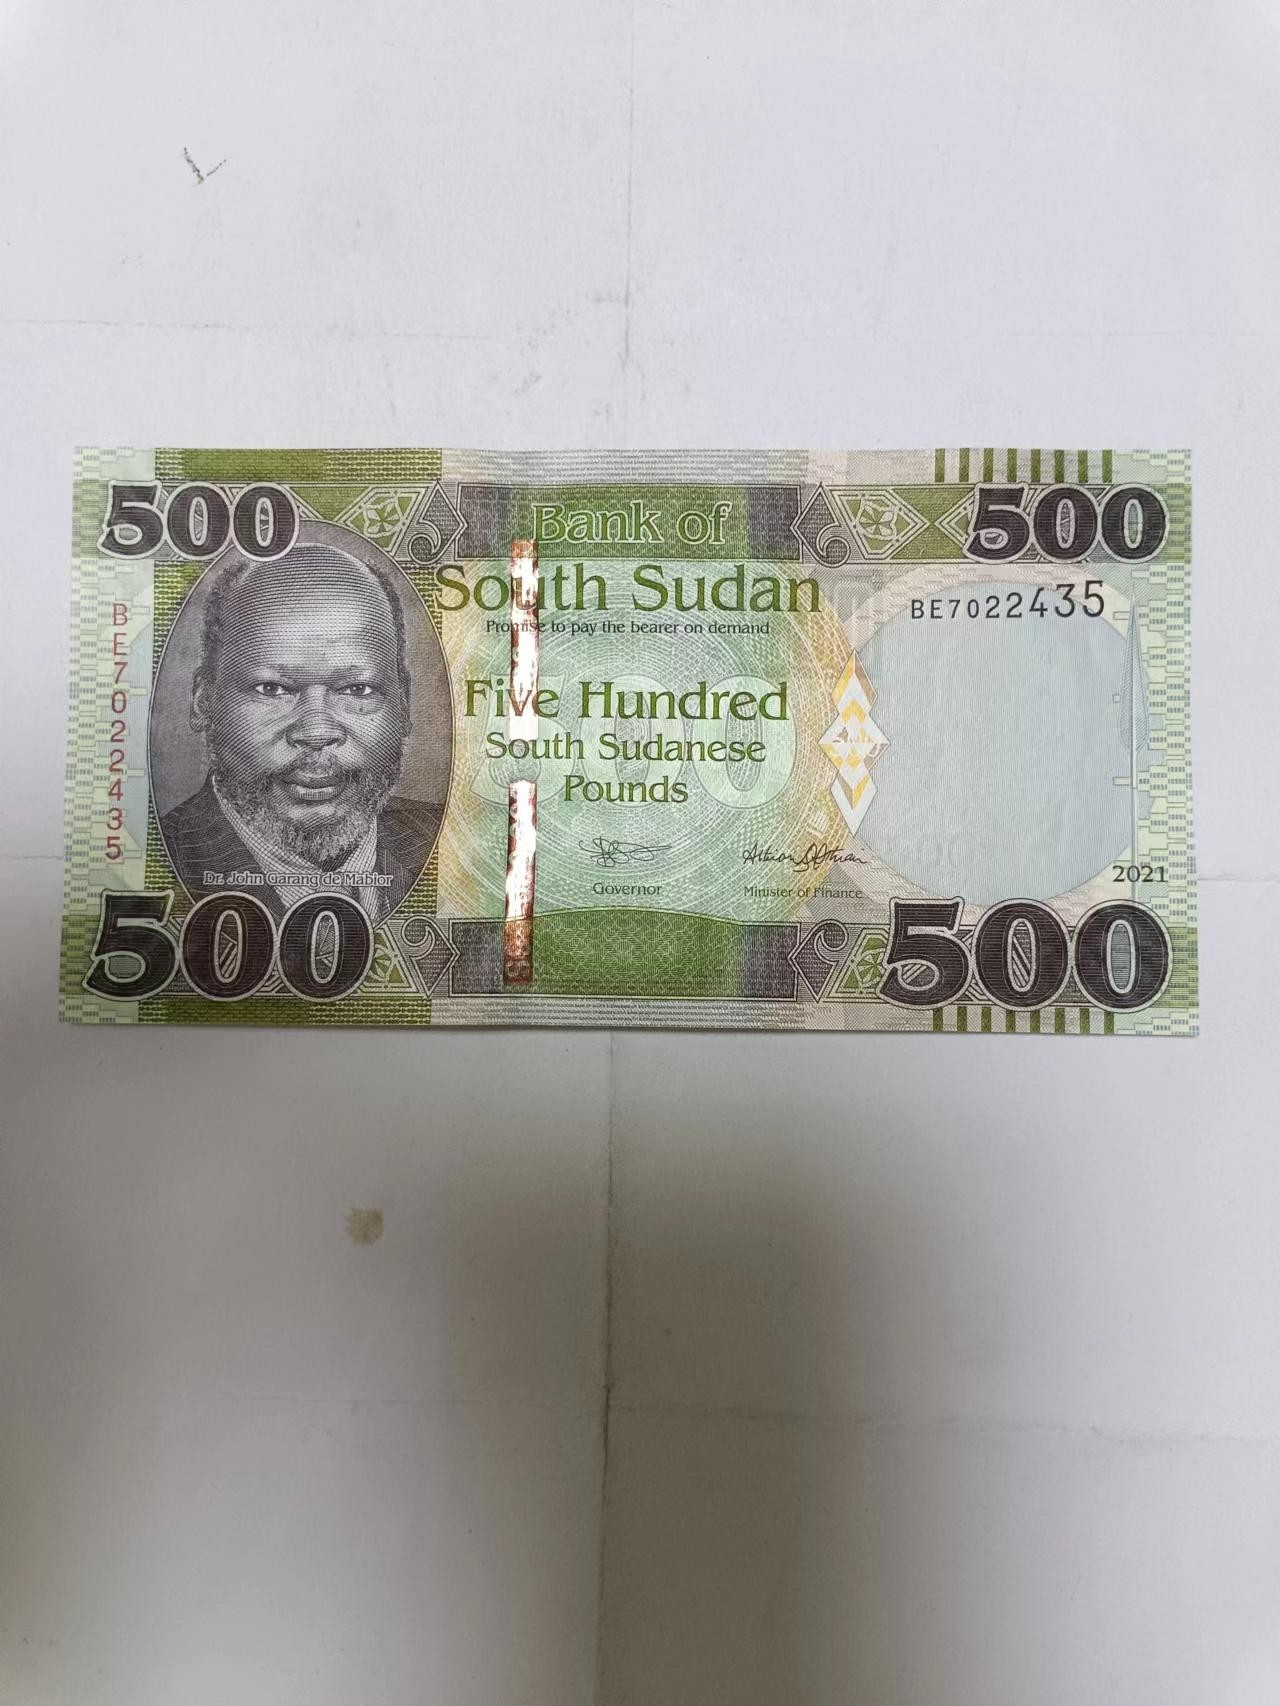 500
500
Bank of
South Sudan
Promise to pay the bearer on demand
BE7022435
BE7022435
Five Hundred
South Sudanese
Pounds
Dr. John Garang de Mabior
Governor
Minister of Finance
2021
500
500